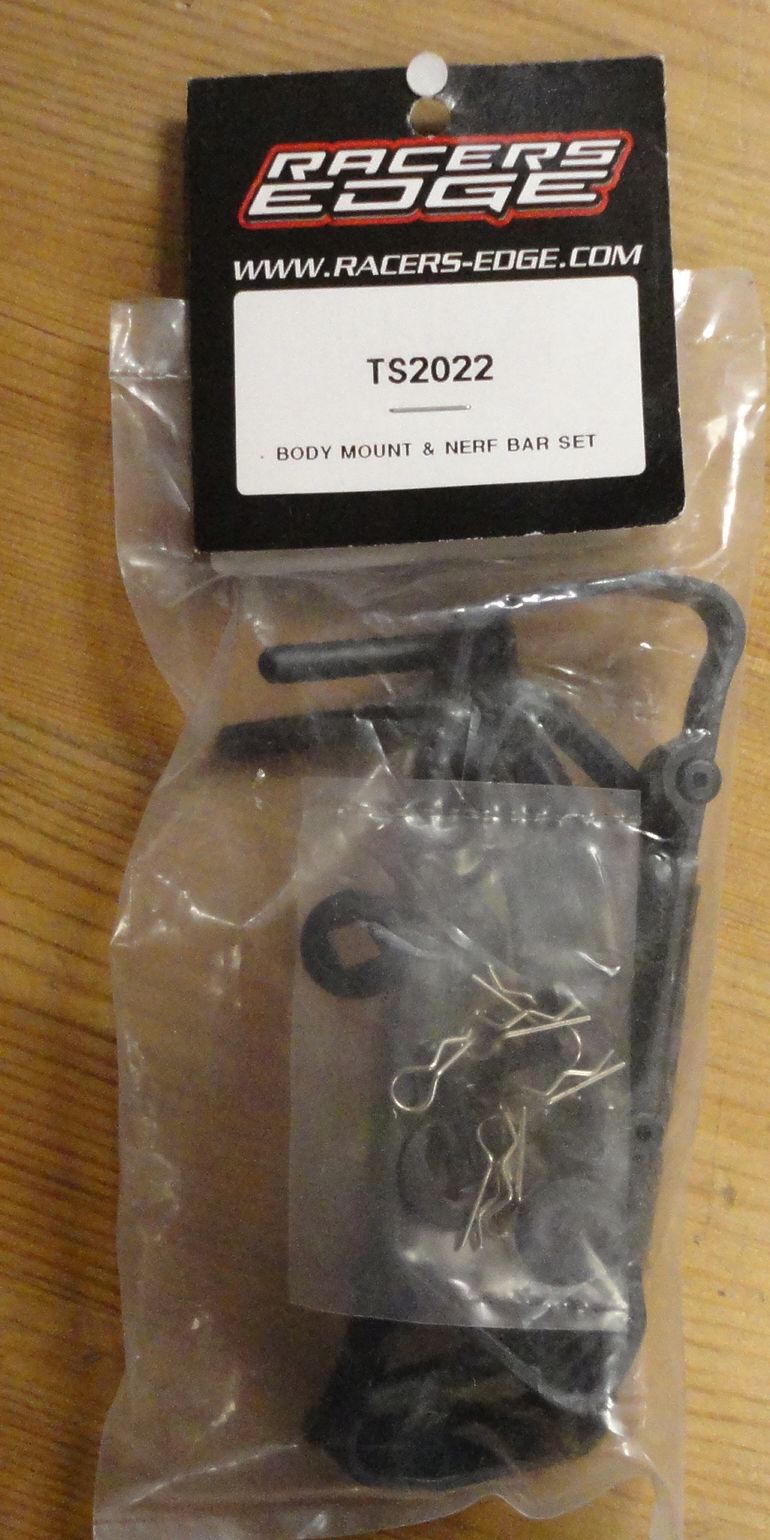 RACERS
EDGE
WWW.RACERS-EDGE.COM
TS2022
BODY MOUNT & NERF BAR SET